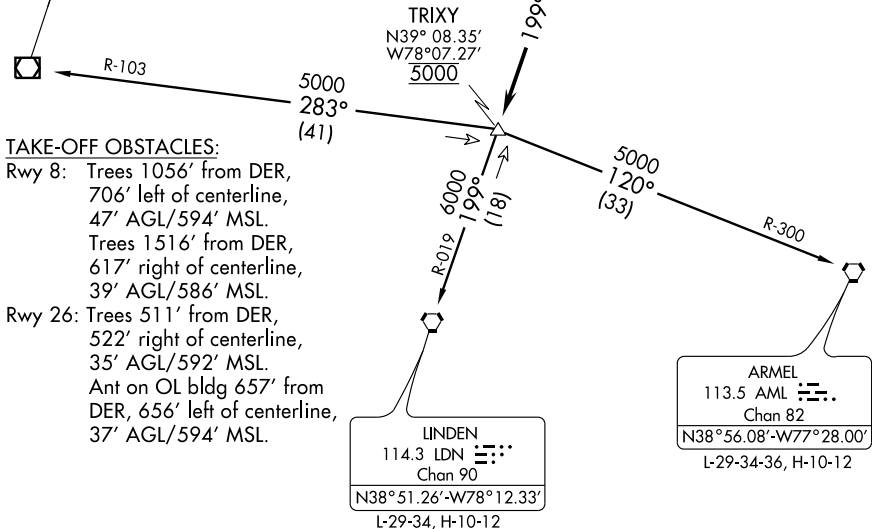 TRIXY
N39° 08.35'
W78°07.27'
5000
199°
R-103
5000
283°
(41)
5000
120°
(33)
R-300
6000
199°
(18)
R-019
TAKE-OFF OBSTACLES:
Rwy 8: Trees 1056' from DER,
706' left of centerline,
47' AGL/594' MSL.
Trees 1516' from DER,
617' right of centerline,
39' AGL/586' MSL.
Rwy 26: Trees 511' from DER,
522' right of centerline,
35' AGL/592' MSL.
Ant on OL bldg 657' from
DER, 656' left of centerline,
37' AGL/594' MSL.
LINDEN
114.3 LDN
Chan 90
N38°51.26'-W78°12.33'
L-29-34, H-10-12
ARMEL
113.5 AML
Chan 82
N38°56.08'-W77°28.00'
L-29-34-36, H-10-12